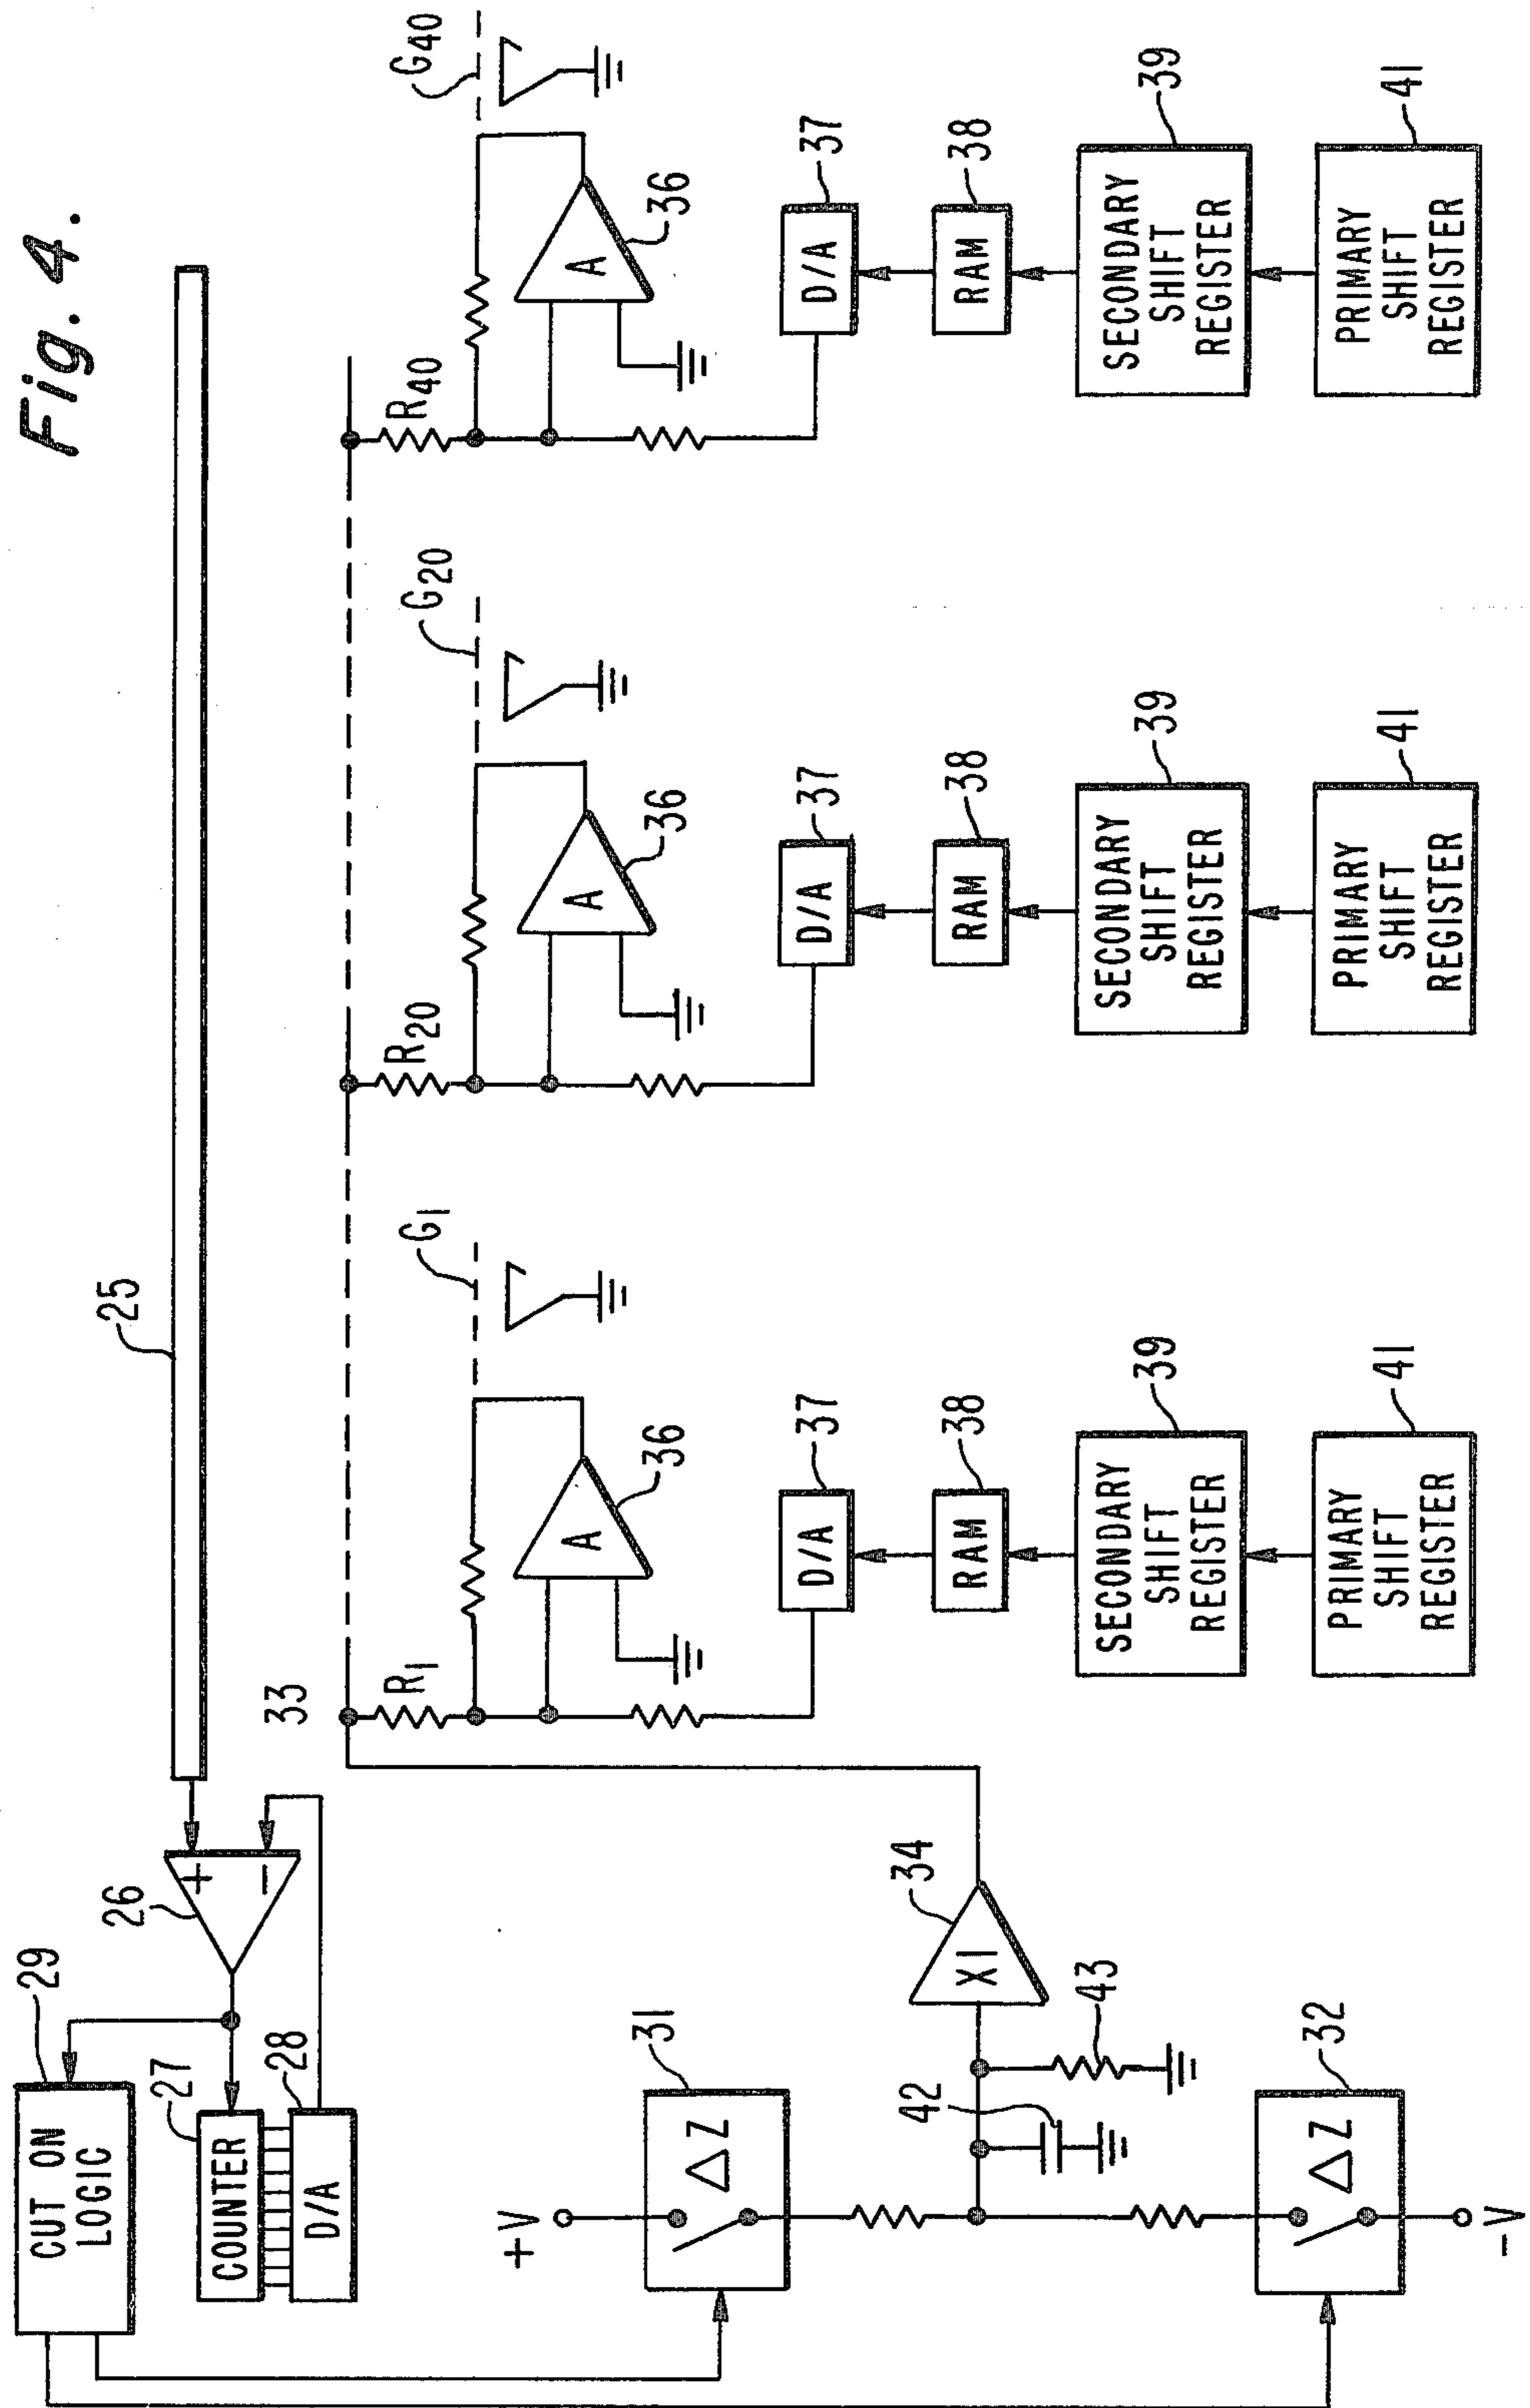 Fig. 4.
25
29
CUT ON
LOGIC
26
+
−
27
COUNTER
28
D/A
33
+V
31
ΔZ
42
43
34
X1
32
ΔZ
-V
R1
G1
A
36
37
D/A
38
RAM
39
SECONDARY
SHIFT
REGISTER
41
PRIMARY
SHIFT
REGISTER
R20
G20
A
36
37
D/A
38
RAM
39
SECONDARY
SHIFT
REGISTER
41
PRIMARY
SHIFT
REGISTER
R40
G40
A
36
37
D/A
38
RAM
39
SECONDARY
SHIFT
REGISTER
41
PRIMARY
SHIFT
REGISTER